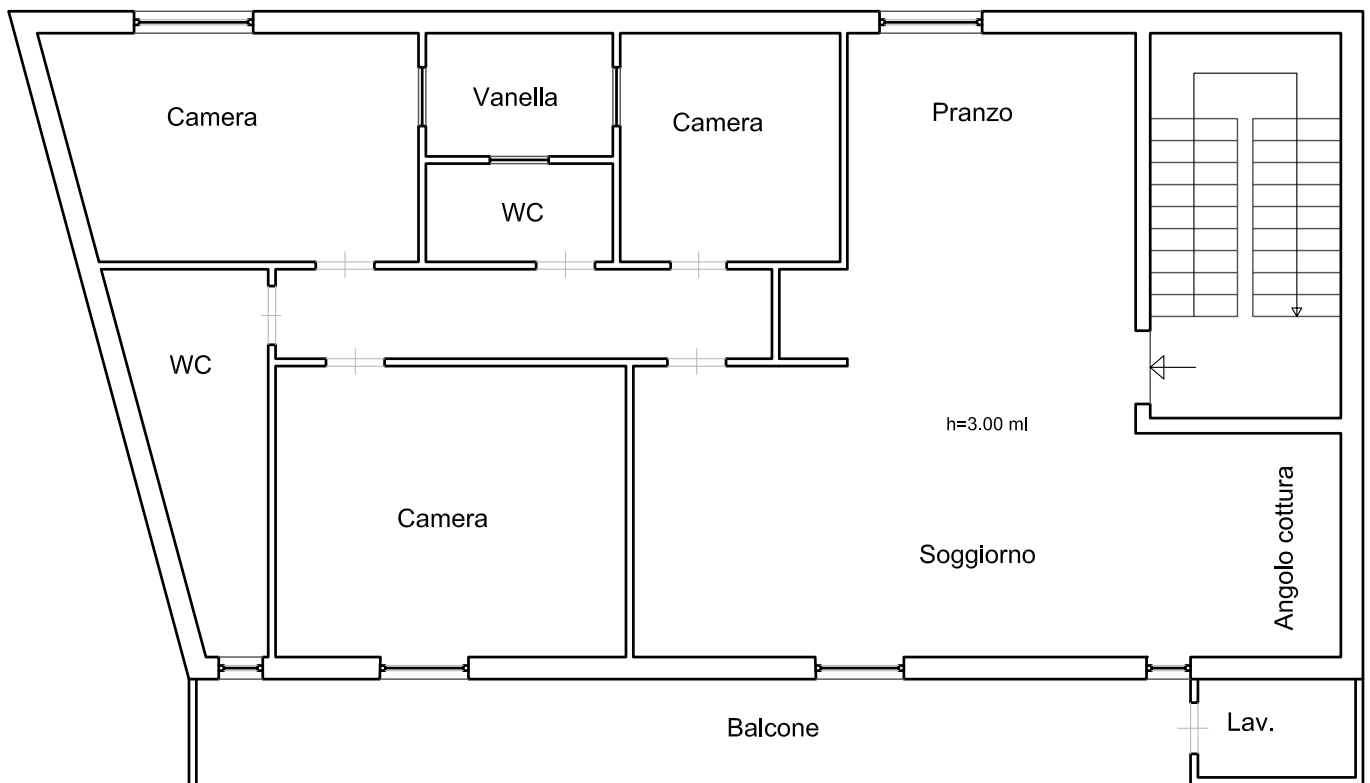 Vanella
Camera
Camera
Pranzo
WC
WC
h=3.00 ml
Camera
Soggiorno
Angolo cottura
Balcone
Lav.